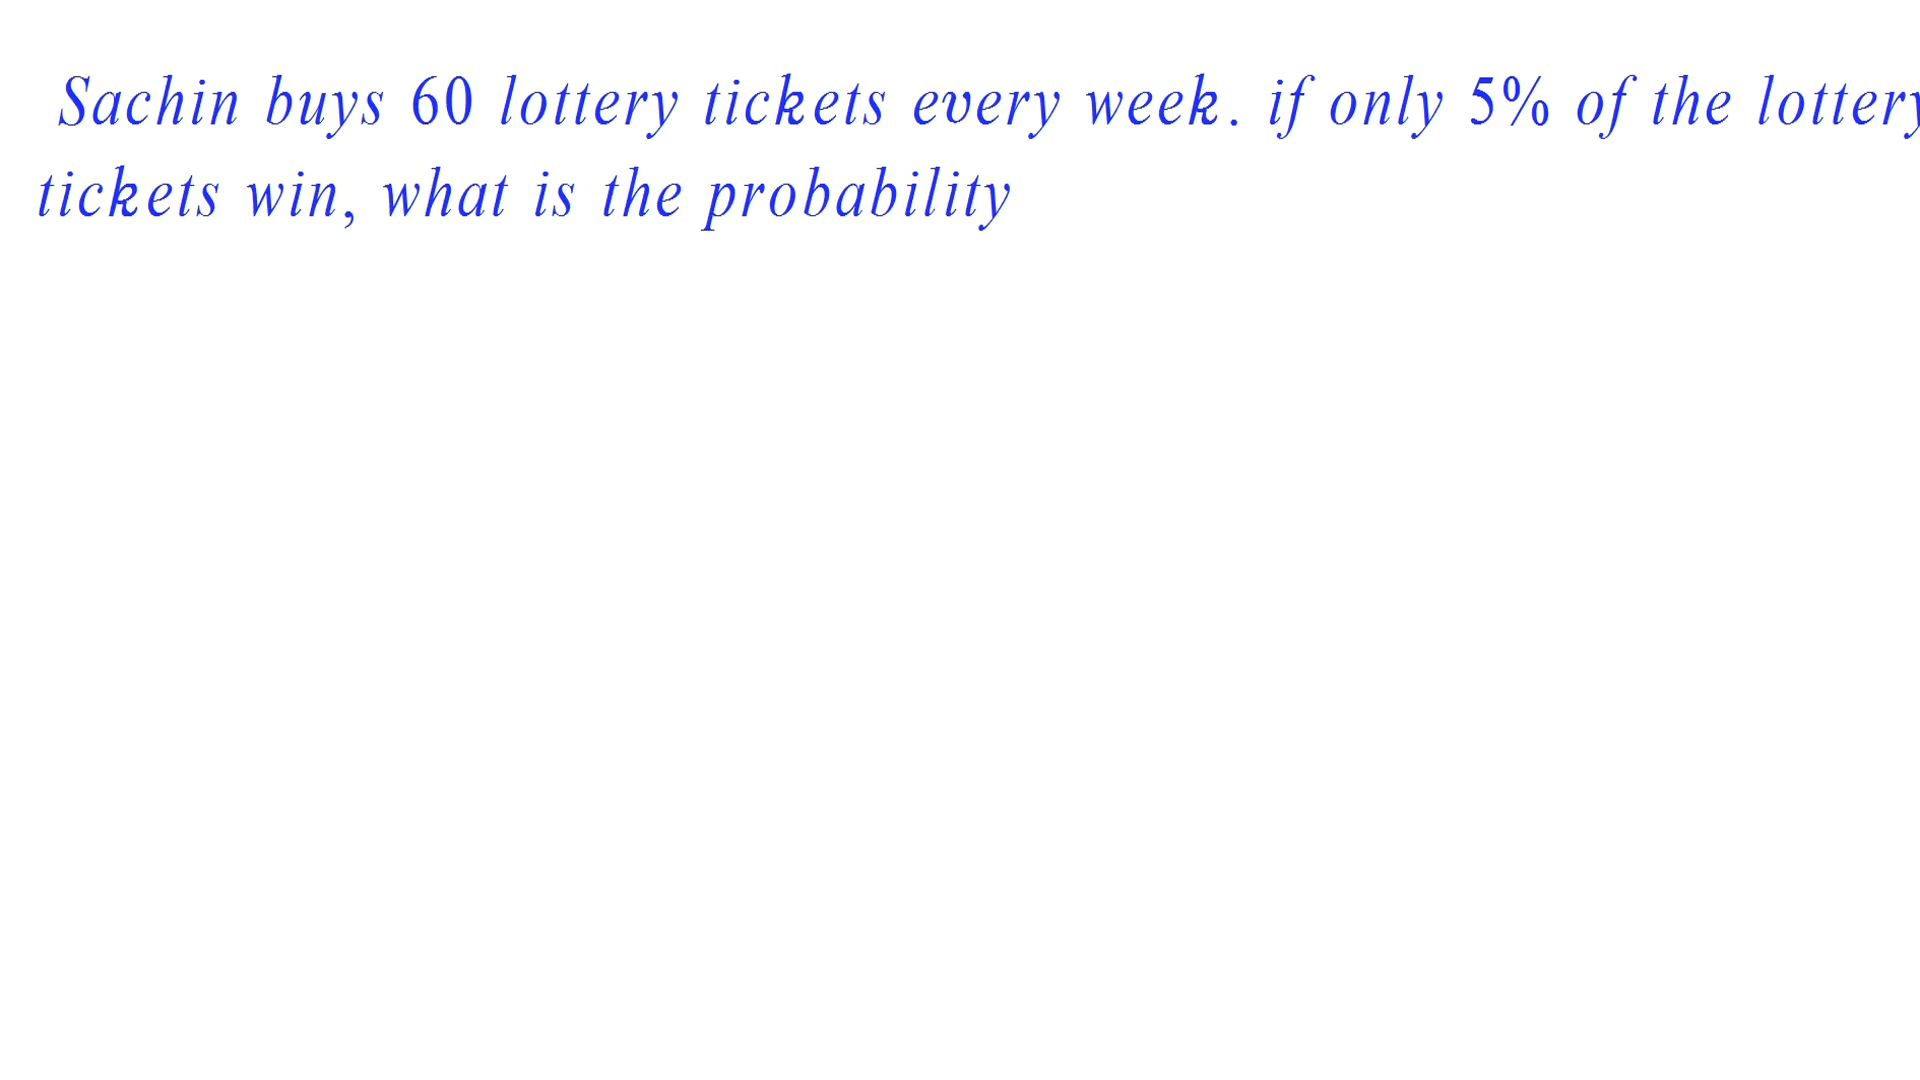 Sachin buys 60 lottery tickets every week. if only 5% of the lottery
tickets win, what is the probability